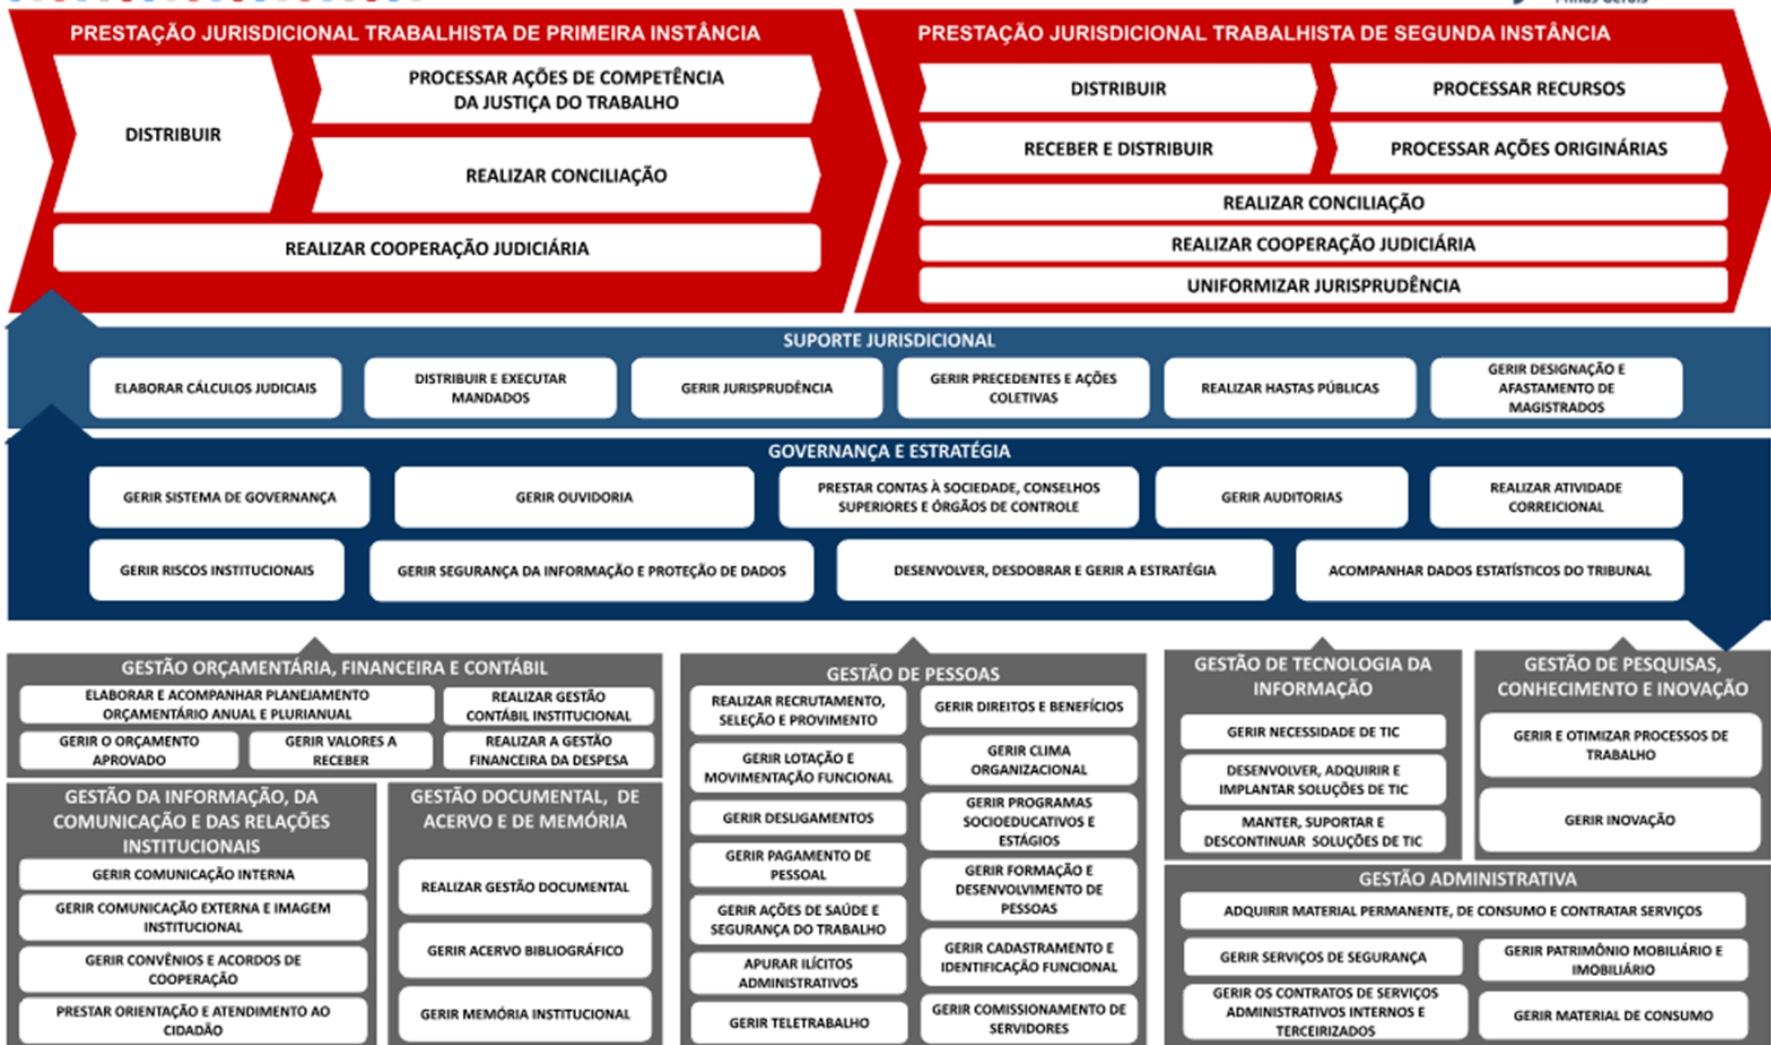 Minas Gerais
PRESTAÇÃO JURISDICIONAL TRABALHISTA DE PRIMEIRA INSTÂNCIA
DISTRIBUIR
PROCESSAR AÇÕES DE COMPETÊNCIA
DA JUSTIÇA DO TRABALHO
REALIZAR CONCILIAÇÃO
REALIZAR COOPERAÇÃO JUDICIÁRIA
PRESTAÇÃO JURISDICIONAL TRABALHISTA DE SEGUNDA INSTÂNCIA
DISTRIBUIR
PROCESSAR RECURSOS
RECEBER E DISTRIBUIR
PROCESSAR AÇÕES ORIGINÁRIAS
REALIZAR CONCILIAÇÃO
REALIZAR COOPERAÇÃO JUDICIÁRIA
UNIFORMIZAR JURISPRUDÊNCIA
SUPORTE JURISDICIONAL
ELABORAR CÁLCULOS JUDICIAIS
DISTRIBUIR E EXECUTAR
MANDADOS
GERIR JURISPRUDÊNCIA
GERIR PRECEDENTES E AÇÕES
COLETIVAS
REALIZAR HASTAS PÚBLICAS
GERIR DESIGNAÇÃO E
AFASTAMENTO DE
MAGISTRADOS
GOVERNANÇA E ESTRATÉGIA
GERIR SISTEMA DE GOVERNANÇA
GERIR OUVIDORIA
PRESTAR CONTAS À SOCIEDADE, CONSELHOS
SUPERIORES E ÓRGÃOS DE CONTROLE
GERIR AUDITORIAS
REALIZAR ATIVIDADE
CORREICIONAL
GERIR RISCOS INSTITUCIONAIS
GERIR SEGURANÇA DA INFORMAÇÃO E PROTEÇÃO DE DADOS
DESENVOLVER, DESDOBRAR E GERIR A ESTRATÉGIA
ACOMPANHAR DADOS ESTATÍSTICOS DO TRIBUNAL
GESTÃO ORÇAMENTÁRIA, FINANCEIRA E CONTÁBIL
ELABORAR E ACOMPANHAR PLANEJAMENTO
ORÇAMENTÁRIO ANUAL E PLURIANUAL
REALIZAR GESTÃO
CONTÁBIL INSTITUCIONAL
GERIR O ORÇAMENTO
APROVADO
GERIR VALORES A
RECEBER
REALIZAR A GESTÃO
FINANCEIRA DA DESPESA
GESTÃO DA INFORMAÇÃO, DA
COMUNICAÇÃO E DAS RELAÇÕES
INSTITUCIONAIS
GERIR COMUNICAÇÃO INTERNA
GERIR COMUNICAÇÃO EXTERNA E IMAGEM
INSTITUCIONAL
GERIR CONVÊNIOS E ACORDOS DE
COOPERAÇÃO
PRESTAR ORIENTAÇÃO E ATENDIMENTO AO
CIDADÃO
GESTÃO DOCUMENTAL, DE
ACERVO E DE MEMÓRIA
REALIZAR GESTÃO DOCUMENTAL
GERIR ACERVO BIBLIOGRÁFICO
GERIR MEMÓRIA INSTITUCIONAL
GESTÃO DE PESSOAS
REALIZAR RECRUTAMENTO,
SELEÇÃO E PROVIMENTO
GERIR LOTAÇÃO E
MOVIMENTAÇÃO FUNCIONAL
GERIR DESLIGAMENTOS
GERIR PAGAMENTO DE
PESSOAL
GERIR AÇÕES DE SAÚDE E
SEGURANÇA DO TRABALHO
APURAR ILÍCITOS
ADMINISTRATIVOS
GERIR TELETRABALHO
GERIR DIREITOS E BENEFÍCIOS
GERIR CLIMA
ORGANIZACIONAL
GERIR PROGRAMAS
SOCIOEDUCATIVOS E
ESTÁGIOS
GERIR FORMAÇÃO E
DESENVOLVIMENTO DE
PESSOAS
GERIR CADASTRAMENTO E
IDENTIFICAÇÃO FUNCIONAL
GERIR COMISSIONAMENTO DE
SERVIDORES
GESTÃO DE TECNOLOGIA DA
INFORMAÇÃO
GERIR NECESSIDADE DE TIC
DESENVOLVER, ADQUIRIR E
IMPLANTAR SOLUÇÕES DE TIC
MANTER, SUPORTAR E
DESCONTINUAR SOLUÇÕES DE TIC
GESTÃO DE PESQUISAS,
CONHECIMENTO E INOVAÇÃO
GERIR E OTIMIZAR PROCESSOS DE
TRABALHO
GERIR INOVAÇÃO
GESTÃO ADMINISTRATIVA
ADQUIRIR MATERIAL PERMANENTE, DE CONSUMO E CONTRATAR SERVIÇOS
GERIR SERVIÇOS DE SEGURANÇA
GERIR PATRIMÔNIO MOBILIÁRIO E
IMOBILIÁRIO
GERIR OS CONTRATOS DE SERVIÇOS
ADMINISTRATIVOS INTERNOS E
TERCEIRIZADOS
GERIR MATERIAL DE CONSUMO